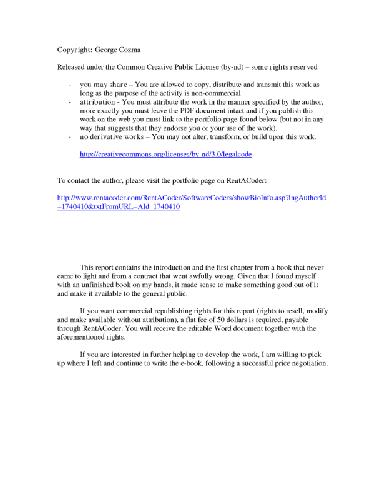 Copyright: George Cozma
Released under the Common Creative Public License (by-nd) – some rights reserved
- you may share – You are allowed to copy, distribute and transmit this work as
long as the purpose of the activity is non-commercial
- attribution - You must attribute the work in the manner specified by the author,
more exactly you must leave the PDF document intact and if you publish this
work on the web you must link to the portfolio page found below (but not in any
way that suggests that they endorse you or your use of the work).
- no derivative works – You may not alter, transform, or build upon this work.
http://creativecommons.org/licenses/by-nd/3.0/legalcode
To contact the author, please visit the portfolio page on RentACoder:
http://www.rentacoder.com/RentACoder/SoftwareCoders/showBioInfo.asp?lngAuthorId
=1740410&txtFromURL=AId_1740410
This report contains the introduction and the first chapter from a book that never
came to light and from a contract that went awfully wrong. Given that I found myself
with an unfinished book on my hands, it made sense to make something good out of it
and make it available to the general public.
If you want commercial republishing rights for this report (rights to resell, modify
and make available without attribution), a flat fee of 50 dollars is required, payable
through RentACoder. You will receive the editable Word document together with the
aforementioned rights.
If you are interested in further helping to develop the work, I am willing to pick
up where I left and continue to write the e-book, following a successful price negotiation.